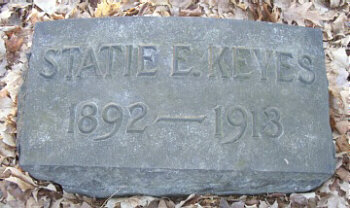 STATIE E. KEYES
1892 — 1913